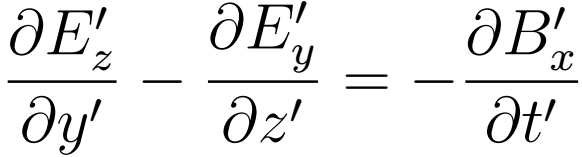 ∂E′_z/∂y′ − ∂E′_y/∂z′ = −∂B′_x/∂t′